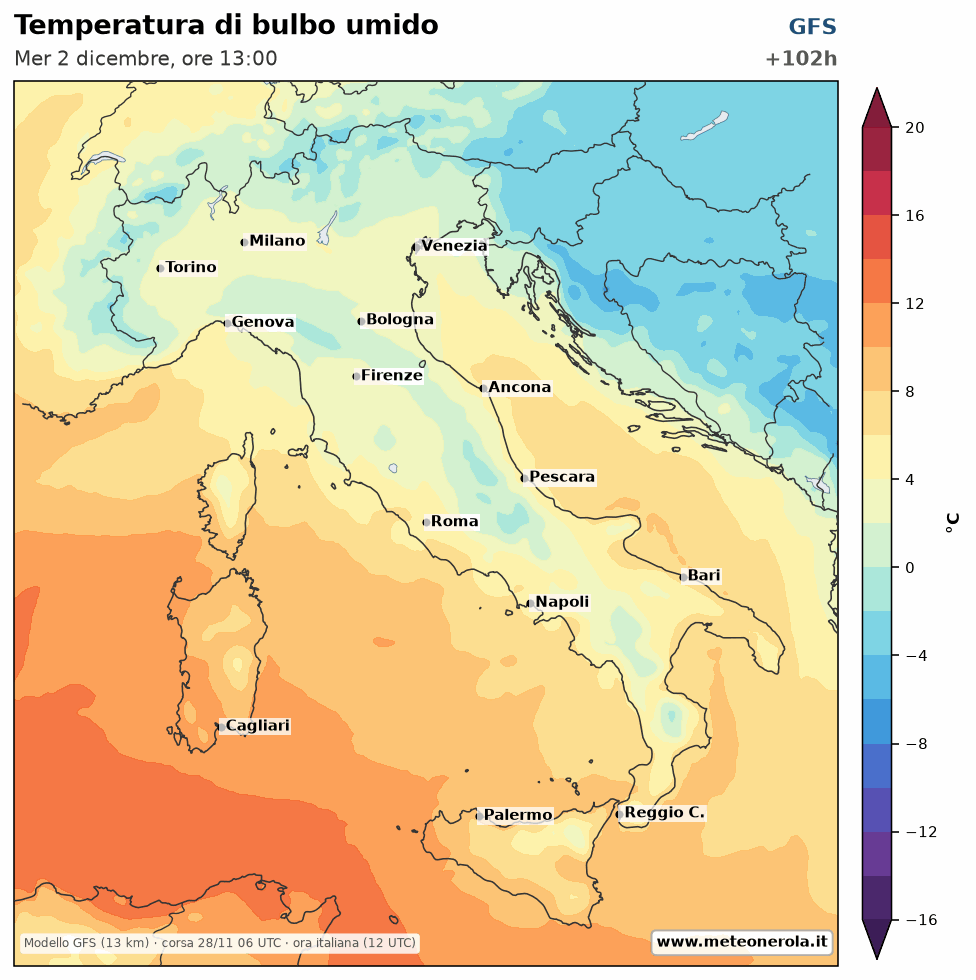 Temperatura di bulbo umido
GFS
Mer 2 dicembre, ore 13:00
+102h
Milano
Venezia
Torino
Genova
Bologna
Firenze
Ancona
Pescara
Roma
Bari
Napoli
Cagliari
Palermo
Reggio C.
20
16
12
8
4
0
−4
−8
−12
−16
°C
Modello GFS (13 km) · corsa 28/11 06 UTC · ora italiana (12 UTC)
www.meteonerola.it